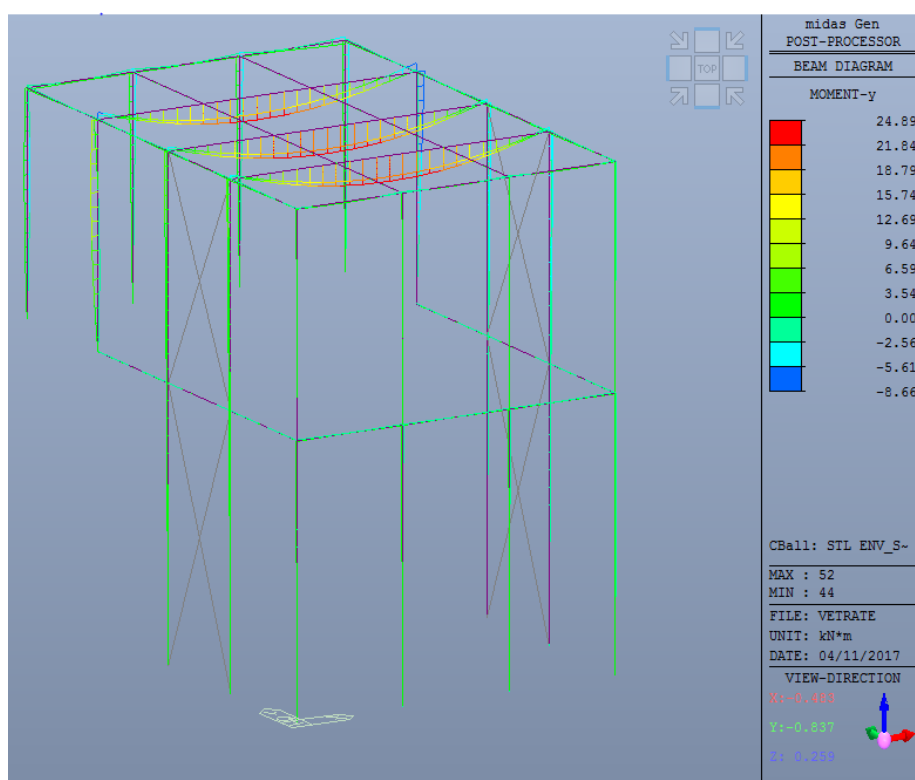 TOP
midas Gen
POST-PROCESSOR
BEAM DIAGRAM
MOMENT-y
24.89
21.84
18.79
15.74
12.69
9.64
6.59
3.54
0.00
-2.56
-5.61
-8.66
CBall: STL ENV_S~
MAX : 52
MIN : 44
FILE: VETRATE
UNIT: kN*m
DATE: 04/11/2017
VIEW-DIRECTION
X:-0.483
Y:-0.837
Z: 0.259